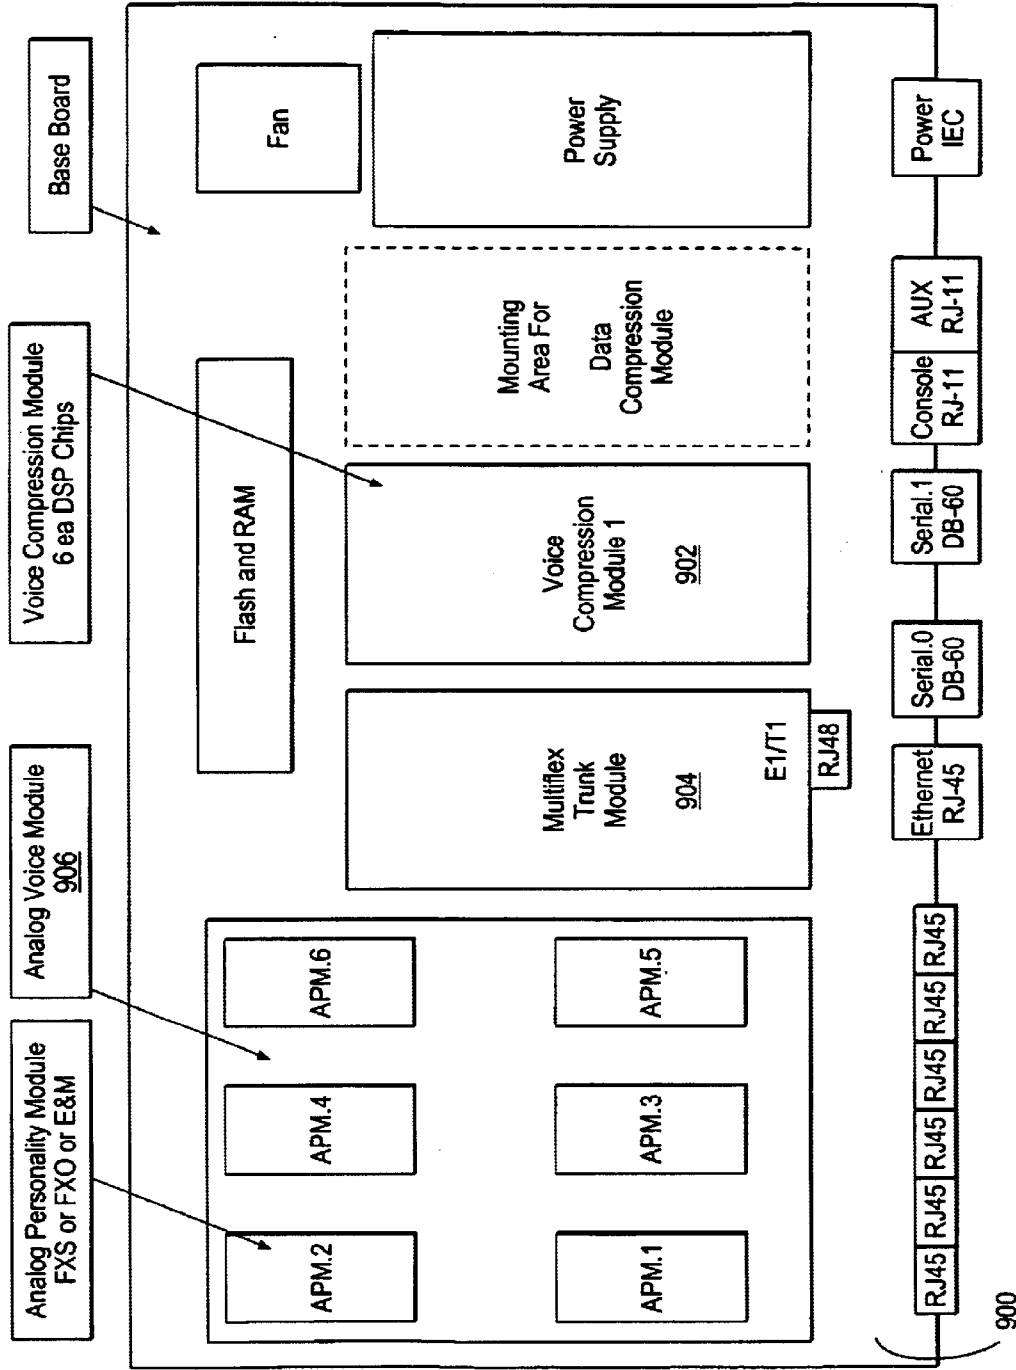 Analog Personality Module
FXS or FXO or E&M
Analog Voice Module
906
Voice Compression Module
6 ea DSP Chips
Base Board
APM.2
APM.4
APM.6
APM.1
APM.3
APM.5
Flash and RAM
Fan
Multiflex
Trunk
Module
904
E1/T1
RJ48
Voice
Compression
Module 1
902
Mounting
Area For
Data
Compression
Module
Power
Supply
RJ45
RJ45
RJ45
RJ45
RJ45
RJ45
Ethernet
RJ-45
Serial.0
DB-60
Serial.1
DB-60
Console
RJ-11
AUX
RJ-11
Power
IEC
900